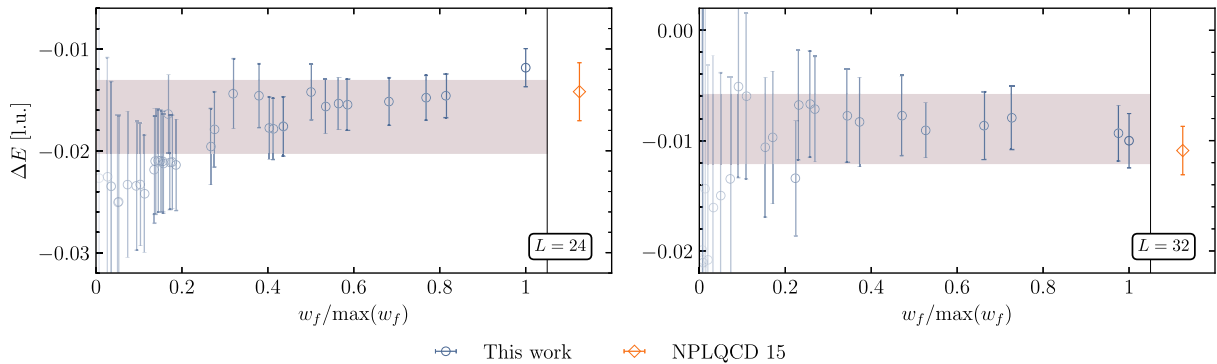 −0.01
−0.02
−0.03
ΔE [l.u.]
0 0.2 0.4 0.6 0.8 1
w_f/max(w_f)
L = 24
0.00
−0.01
−0.02
0 0.2 0.4 0.6 0.8 1
w_f/max(w_f)
L = 32
This work
NPLQCD 15